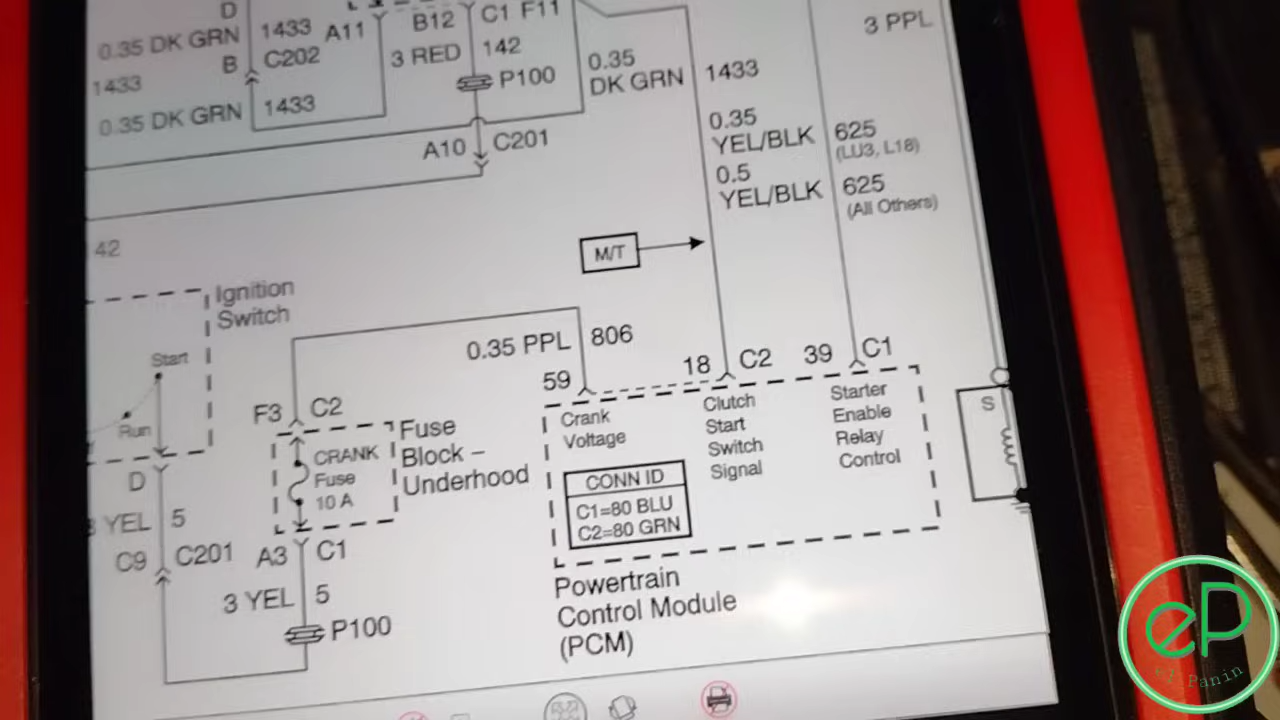 D
0.35 DK GRN
1433
A11
B12
C1 F11
3 PPL
B
C202
3 RED
142
0.35
DK GRN
1433
1433
P100
0.35 DK GRN
1433
0.35
YEL/BLK
625
(LU3, L18)
A10
C201
0.5
YEL/BLK
625
(All Others)
42
M/T
Ignition
Switch
Start
Run
0.35 PPL
806
59
18
C2
39
C1
F3
C2
Crank
Voltage
Clutch
Start
Switch
Signal
Starter
Enable
Relay
Control
S
CRANK
Fuse
10 A
Fuse
Block –
Underhood
D
CONN ID
C1=80 BLU
C2=80 GRN
YEL
5
C9
C201
A3
C1
3 YEL
5
P100
Powertrain
Control Module
(PCM)
eP
Panin